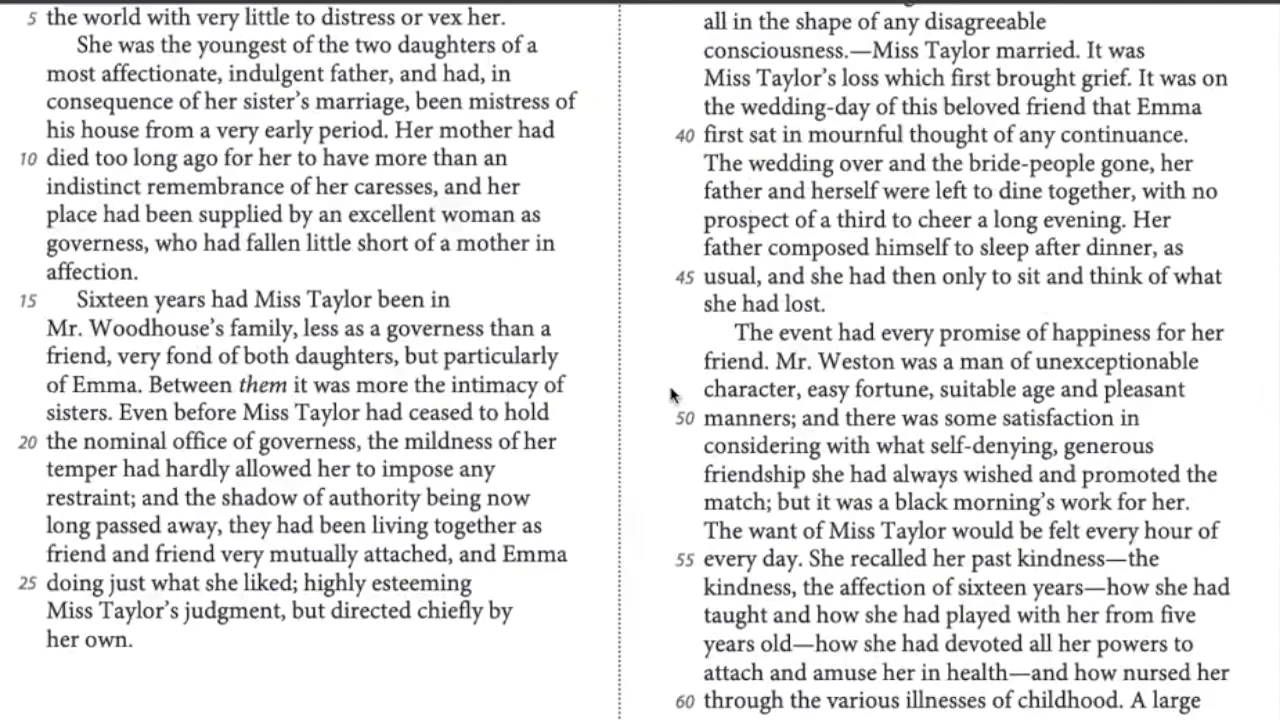 5 the world with very little to distress or vex her.
She was the youngest of the two daughters of a
most affectionate, indulgent father, and had, in
consequence of her sister's marriage, been mistress of
his house from a very early period. Her mother had
10 died too long ago for her to have more than an
indistinct remembrance of her caresses, and her
place had been supplied by an excellent woman as
governess, who had fallen little short of a mother in
affection.
15 Sixteen years had Miss Taylor been in
Mr. Woodhouse's family, less as a governess than a
friend, very fond of both daughters, but particularly
of Emma. Between them it was more the intimacy of
sisters. Even before Miss Taylor had ceased to hold
20 the nominal office of governess, the mildness of her
temper had hardly allowed her to impose any
restraint; and the shadow of authority being now
long passed away, they had been living together as
friend and friend very mutually attached, and Emma
25 doing just what she liked; highly esteeming
Miss Taylor's judgment, but directed chiefly by
her own.
all in the shape of any disagreeable
consciousness.—Miss Taylor married. It was
Miss Taylor's loss which first brought grief. It was on
the wedding-day of this beloved friend that Emma
40 first sat in mournful thought of any continuance.
The wedding over and the bride-people gone, her
father and herself were left to dine together, with no
prospect of a third to cheer a long evening. Her
father composed himself to sleep after dinner, as
45 usual, and she had then only to sit and think of what
she had lost.
The event had every promise of happiness for her
friend. Mr. Weston was a man of unexceptionable
character, easy fortune, suitable age and pleasant
50 manners; and there was some satisfaction in
considering with what self-denying, generous
friendship she had always wished and promoted the
match; but it was a black morning's work for her.
The want of Miss Taylor would be felt every hour of
55 every day. She recalled her past kindness—the
kindness, the affection of sixteen years—how she had
taught and how she had played with her from five
years old—how she had devoted all her powers to
attach and amuse her in health—and how nursed her
60 through the various illnesses of childhood. A large